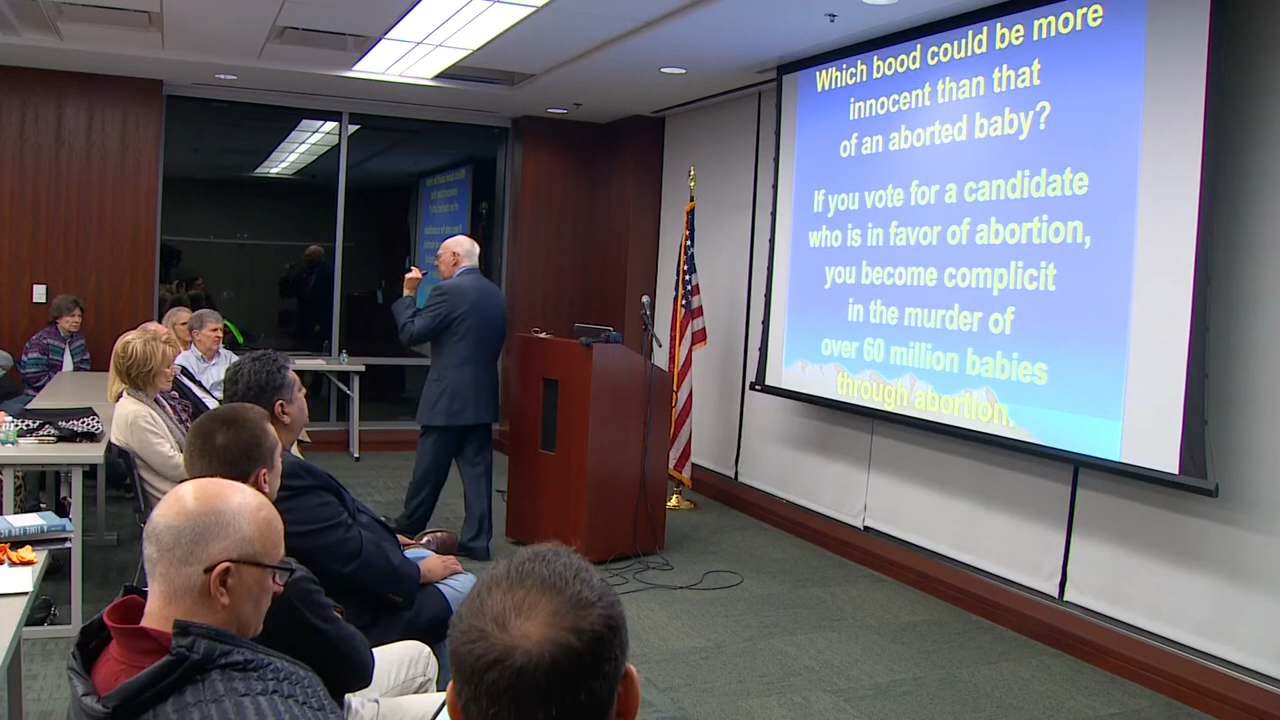 Which bood could be more
innocent than that
of an aborted baby?
If you vote for a candidate
who is in favor of abortion,
you become complicit
in the murder of
over 60 million babies
through abortion.